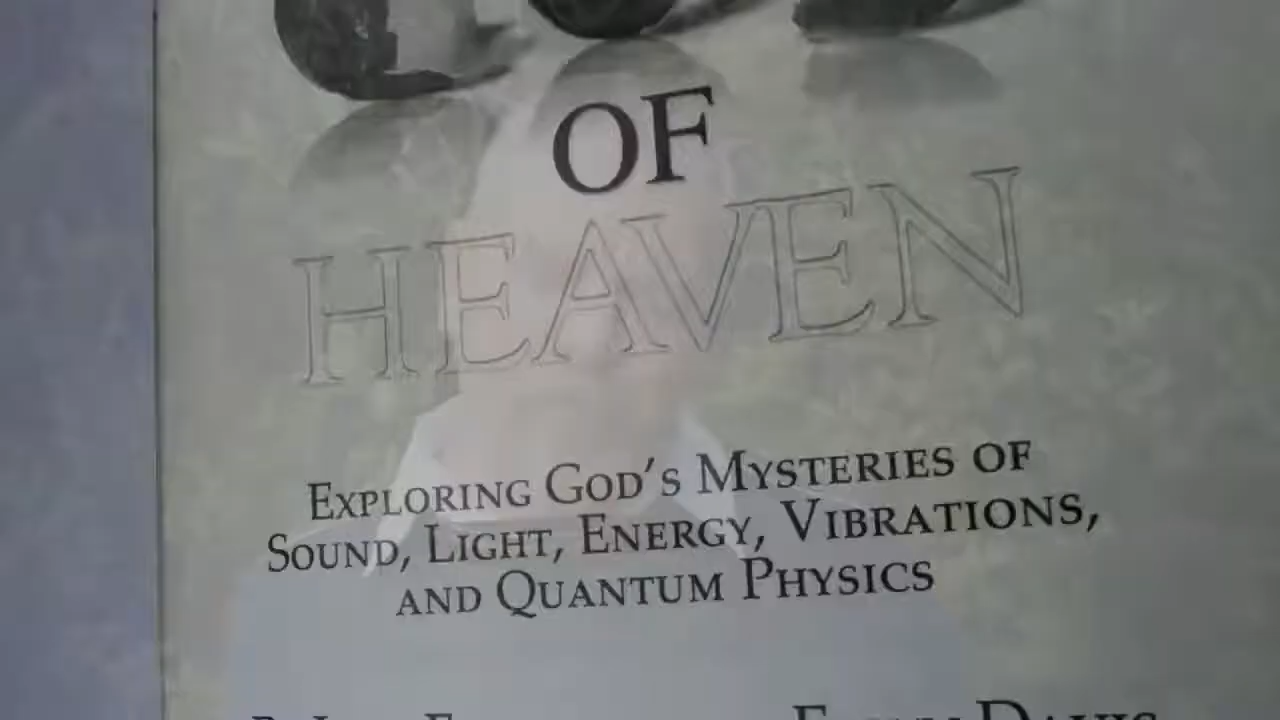 OF
HEAVEN
EXPLORING GOD'S MYSTERIES OF
SOUND, LIGHT, ENERGY, VIBRATIONS,
AND QUANTUM PHYSICS